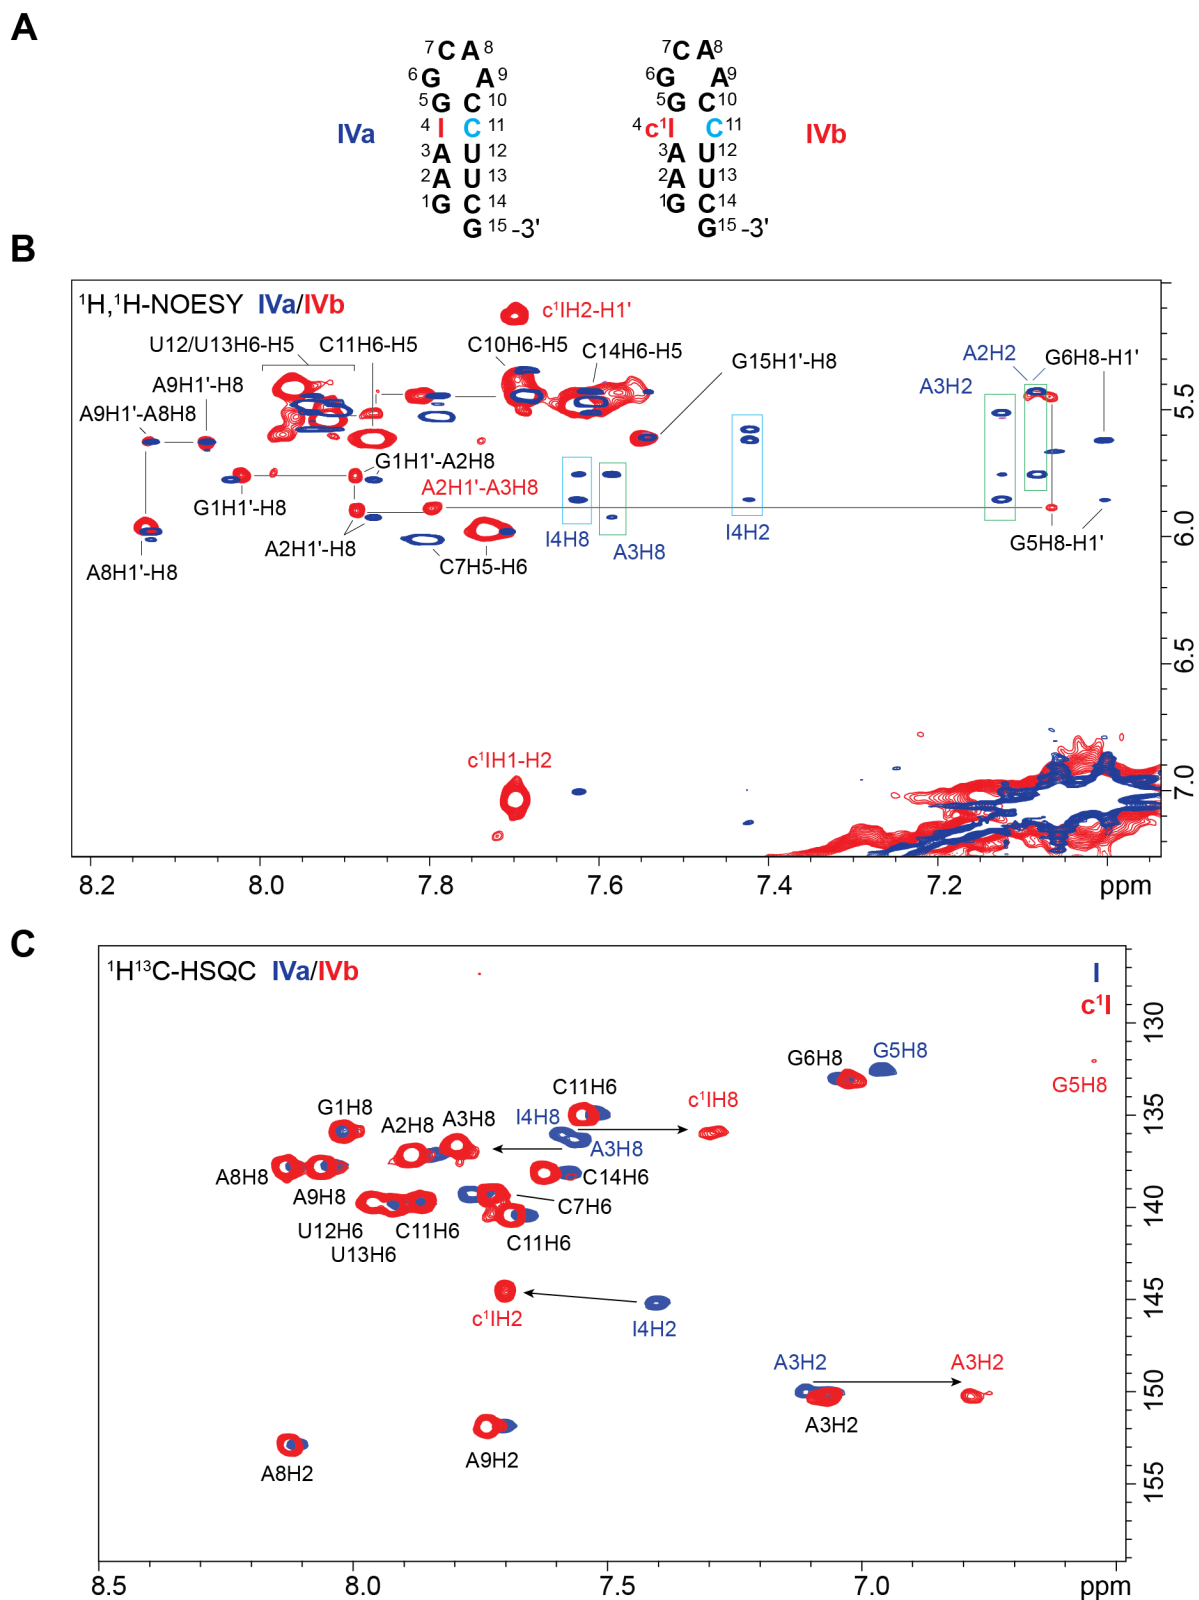 A
⁷C A⁸ ⁷C A⁸
⁶G A⁹ ⁶G A⁹
⁵G C¹⁰ ⁵G C¹⁰
IVa ⁴I C¹¹ ⁴c¹I C¹¹ IVb
³A U¹² ³A U¹²
²A U¹³ ²A U¹³
¹G C¹⁴ ¹G C¹⁴
G¹⁵-3' G¹⁵-3'
B
¹H,¹H-NOESY IVa/IVb
c¹IH2-H1'
U12/U13H6-H5
C11H6-H5
C10H6-H5
C14H6-H5
G15H1'-H8
A2H2
G6H8-H1'
A3H2
A9H1'-H8
A9H1'-A8H8
G1H1'-A2H8
A2H1'-A3H8
G1H1'-H8
A2H1'-H8
A8H1'-H8
C7H5-H6
I4H8
A3H8
I4H2
G5H8-H1'
c¹IH1-H2
5.5
6.0
6.5
7.0
8.2 8.0 7.8 7.6 7.4 7.2 ppm
C
¹H¹³C-HSQC IVa/IVb
I
c¹I
G6H8
G5H8
G5H8
C11H6
c¹IH8
I4H8
A3H8
G1H8
A2H8
A3H8
A8H8
A9H8
C14H6
C7H6
U12H6
C11H6
U13H6
C11H6
c¹IH2
I4H2
A3H2
A3H2
A3H2
A9H2
A8H2
130
135
140
145
150
155
8.5 8.0 7.5 7.0 ppm